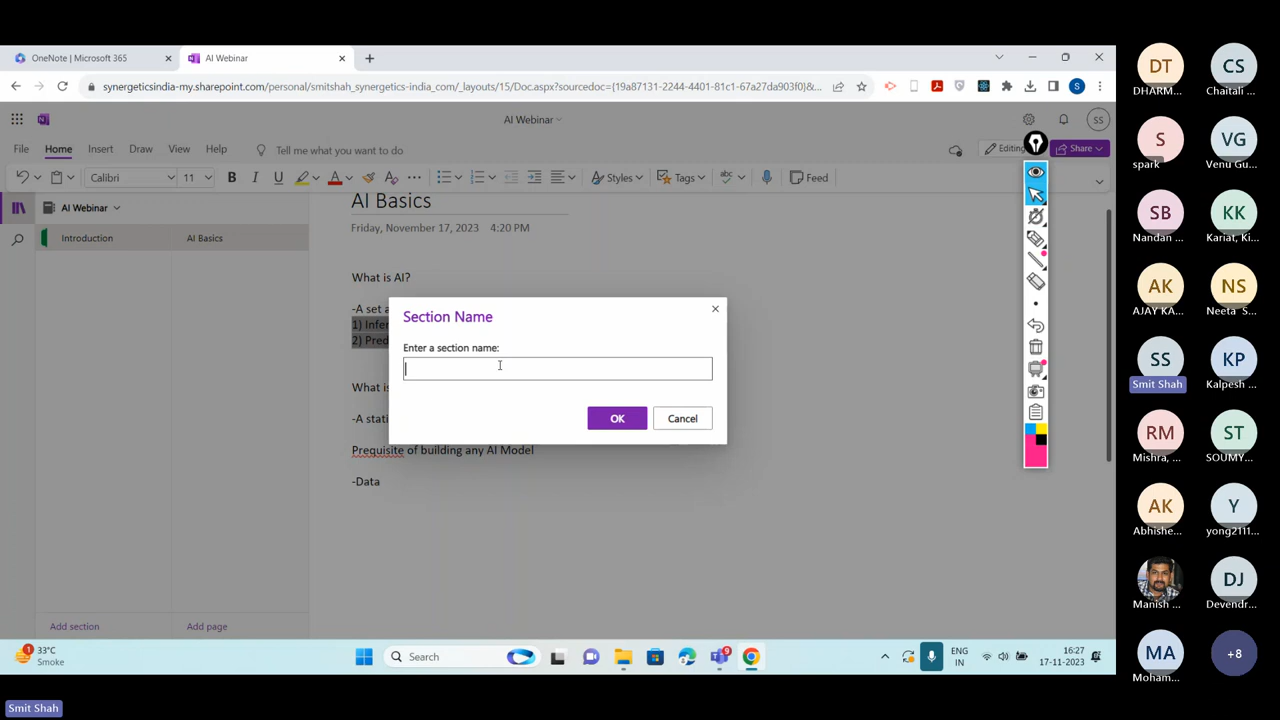 OneNote | Microsoft 365
AI Webinar
synergeticsindia-my.sharepoint.com/personal/smitshah_synergetics-india_com/_layouts/15/Doc.aspx?sourcedoc={19a87131-2244-4401-81c1-67a27da903f0}&...
AI Webinar
SS
File Home Insert Draw View Help Tell me what you want to do
Editing
Share
Calibri 11 B I U A Styles Tags abc Feed
AI Webinar
Introduction
AI Basics
AI Basics
Friday, November 17, 2023 4:20 PM
What is AI?
-A set a
1) Infer
2) Pred
What is
-A stati
Prequisite of building any AI Model
-Data
Section Name
Enter a section name:
OK
Cancel
Add section
Add page
1
33°C
Smoke
Search
9
ENG
IN
16:27
17-11-2023
DT
DHARM...
CS
Chaitali ...
S
spark
VG
Venu Gu...
SB
Nandan ...
KK
Kariat, Ki...
AK
AJAY KA...
NS
Neeta S...
SS
Smit Shah
KP
Kalpesh ...
RM
Mishra, ...
ST
SOUMY...
AK
Abhishe...
Y
yong2111...
Manish ...
DJ
Devendr...
MA
Moham...
+8
Smit Shah